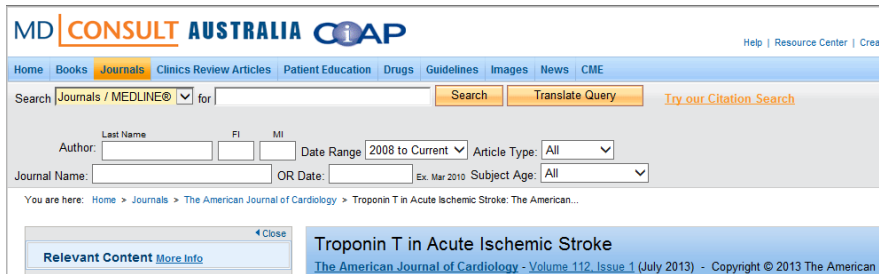 MD CONSULT AUSTRALIA CiAP
Help | Resource Center | Crea
Home Books Journals Clinics Review Articles Patient Education Drugs Guidelines Images News CME
Search Journals / MEDLINE® for Search Translate Query Try our Citation Search
Last Name FI MI
Author: Date Range 2008 to Current Article Type: All
Journal Name: OR Date: Ex. Mar 2010 Subject Age: All
You are here: Home > Journals > The American Journal of Cardiology > Troponin T in Acute Ischemic Stroke: The American...
Close
Relevant Content More Info
Troponin T in Acute Ischemic Stroke
The American Journal of Cardiology - Volume 112, Issue 1 (July 2013) - Copyright © 2013 The American